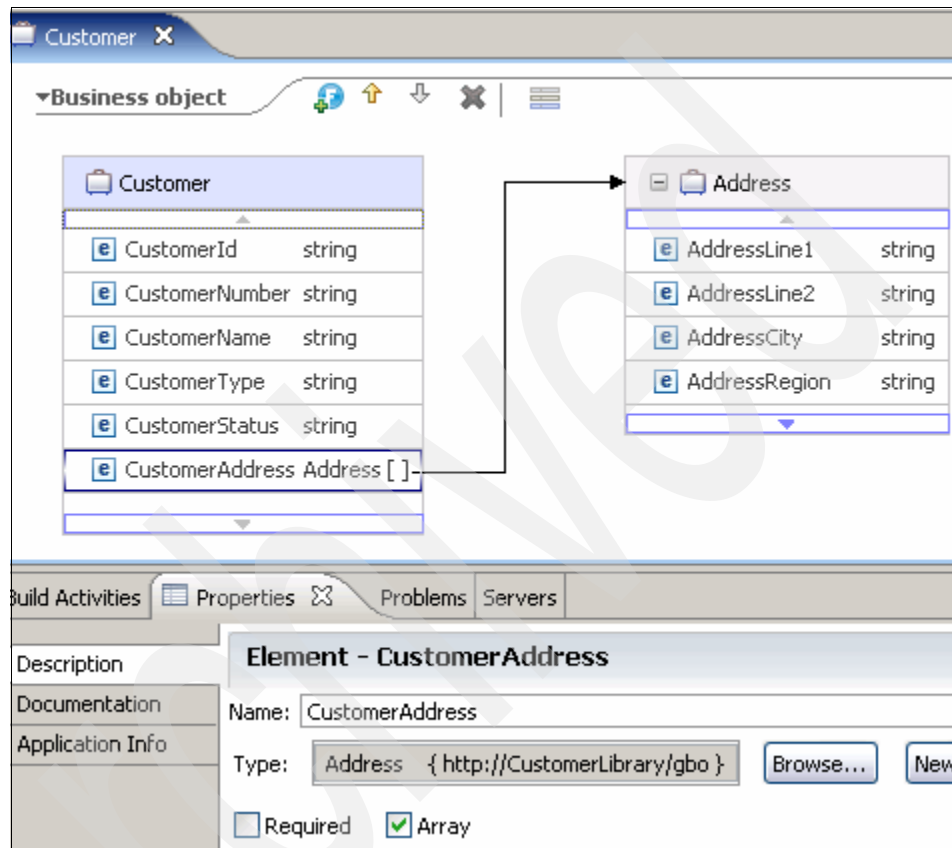 Customer
Business object
Customer
CustomerId string
CustomerNumber string
CustomerName string
CustomerType string
CustomerStatus string
CustomerAddress Address [ ]
Address
AddressLine1 string
AddressLine2 string
AddressCity string
AddressRegion string
Build Activities Properties Problems Servers
Description
Documentation
Application Info
Element - CustomerAddress
Name: CustomerAddress
Type: Address { http://CustomerLibrary/gbo } Browse... New
Required Array